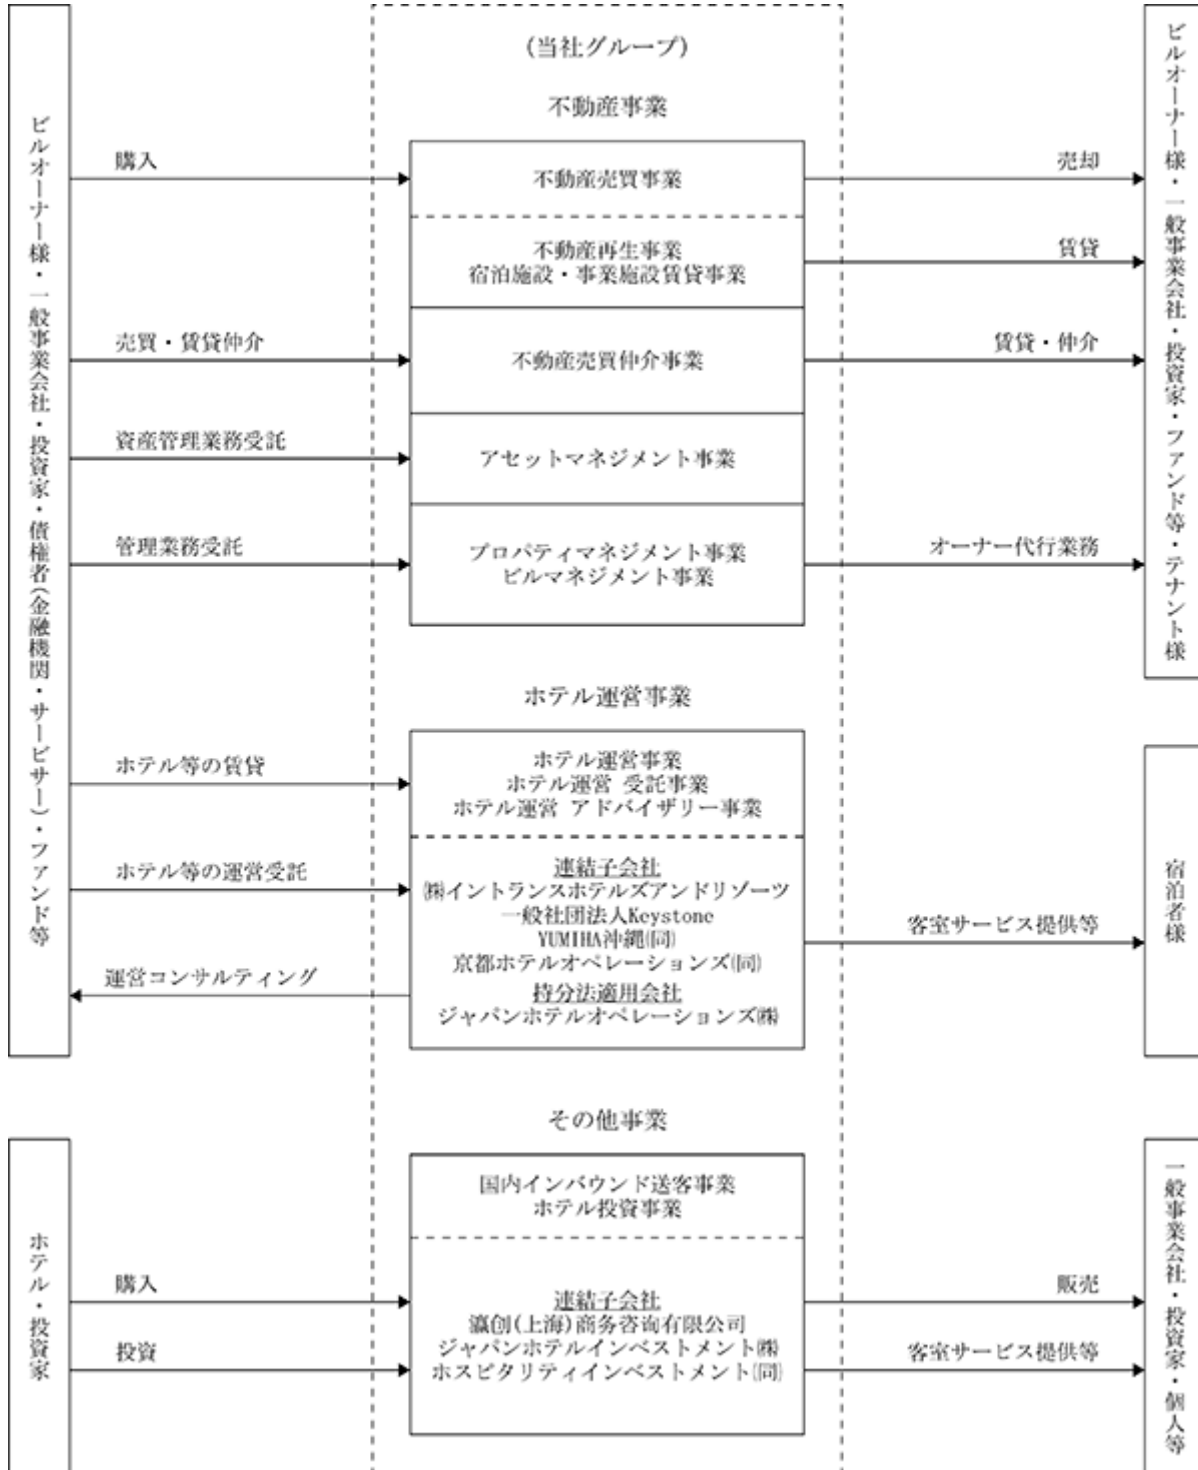 (当社グループ)
不動産事業
ビルオーナー様・一般事業会社・投資家・債権者(金融機関・サービサー)・ファンド等
購入
不動産売買事業
売却
不動産再生事業
宿泊施設・事業施設賃貸事業
賃貸
売買・賃貸仲介
不動産売買仲介事業
賃貸・仲介
資産管理業務受託
アセットマネジメント事業
管理業務受託
プロパティマネジメント事業
ビルマネジメント事業
オーナー代行業務
ビルオーナー様・一般事業会社・投資家・ファンド等・テナント様
ホテル運営事業
ホテル等の賃貸
ホテル運営事業
ホテル運営 受託事業
ホテル運営 アドバイザリー事業
ホテル等の運営受託
連結子会社
㈱イントランスホテルズアンドリゾーツ
一般社団法人Keystone
YUMIHA沖縄(同)
京都ホテルオペレーションズ(同)
客室サービス提供等
宿泊者様
運営コンサルティング
持分法適用会社
ジャパンホテルオペレーションズ㈱
その他事業
ホテル・投資家
国内インバウンド送客事業
ホテル投資事業
購入
連結子会社
瀛创(上海)商务咨询有限公司
ジャパンホテルインベストメント㈱
ホスピタリティインベストメント(同)
販売
投資
客室サービス提供等
一般事業会社・投資家・個人等